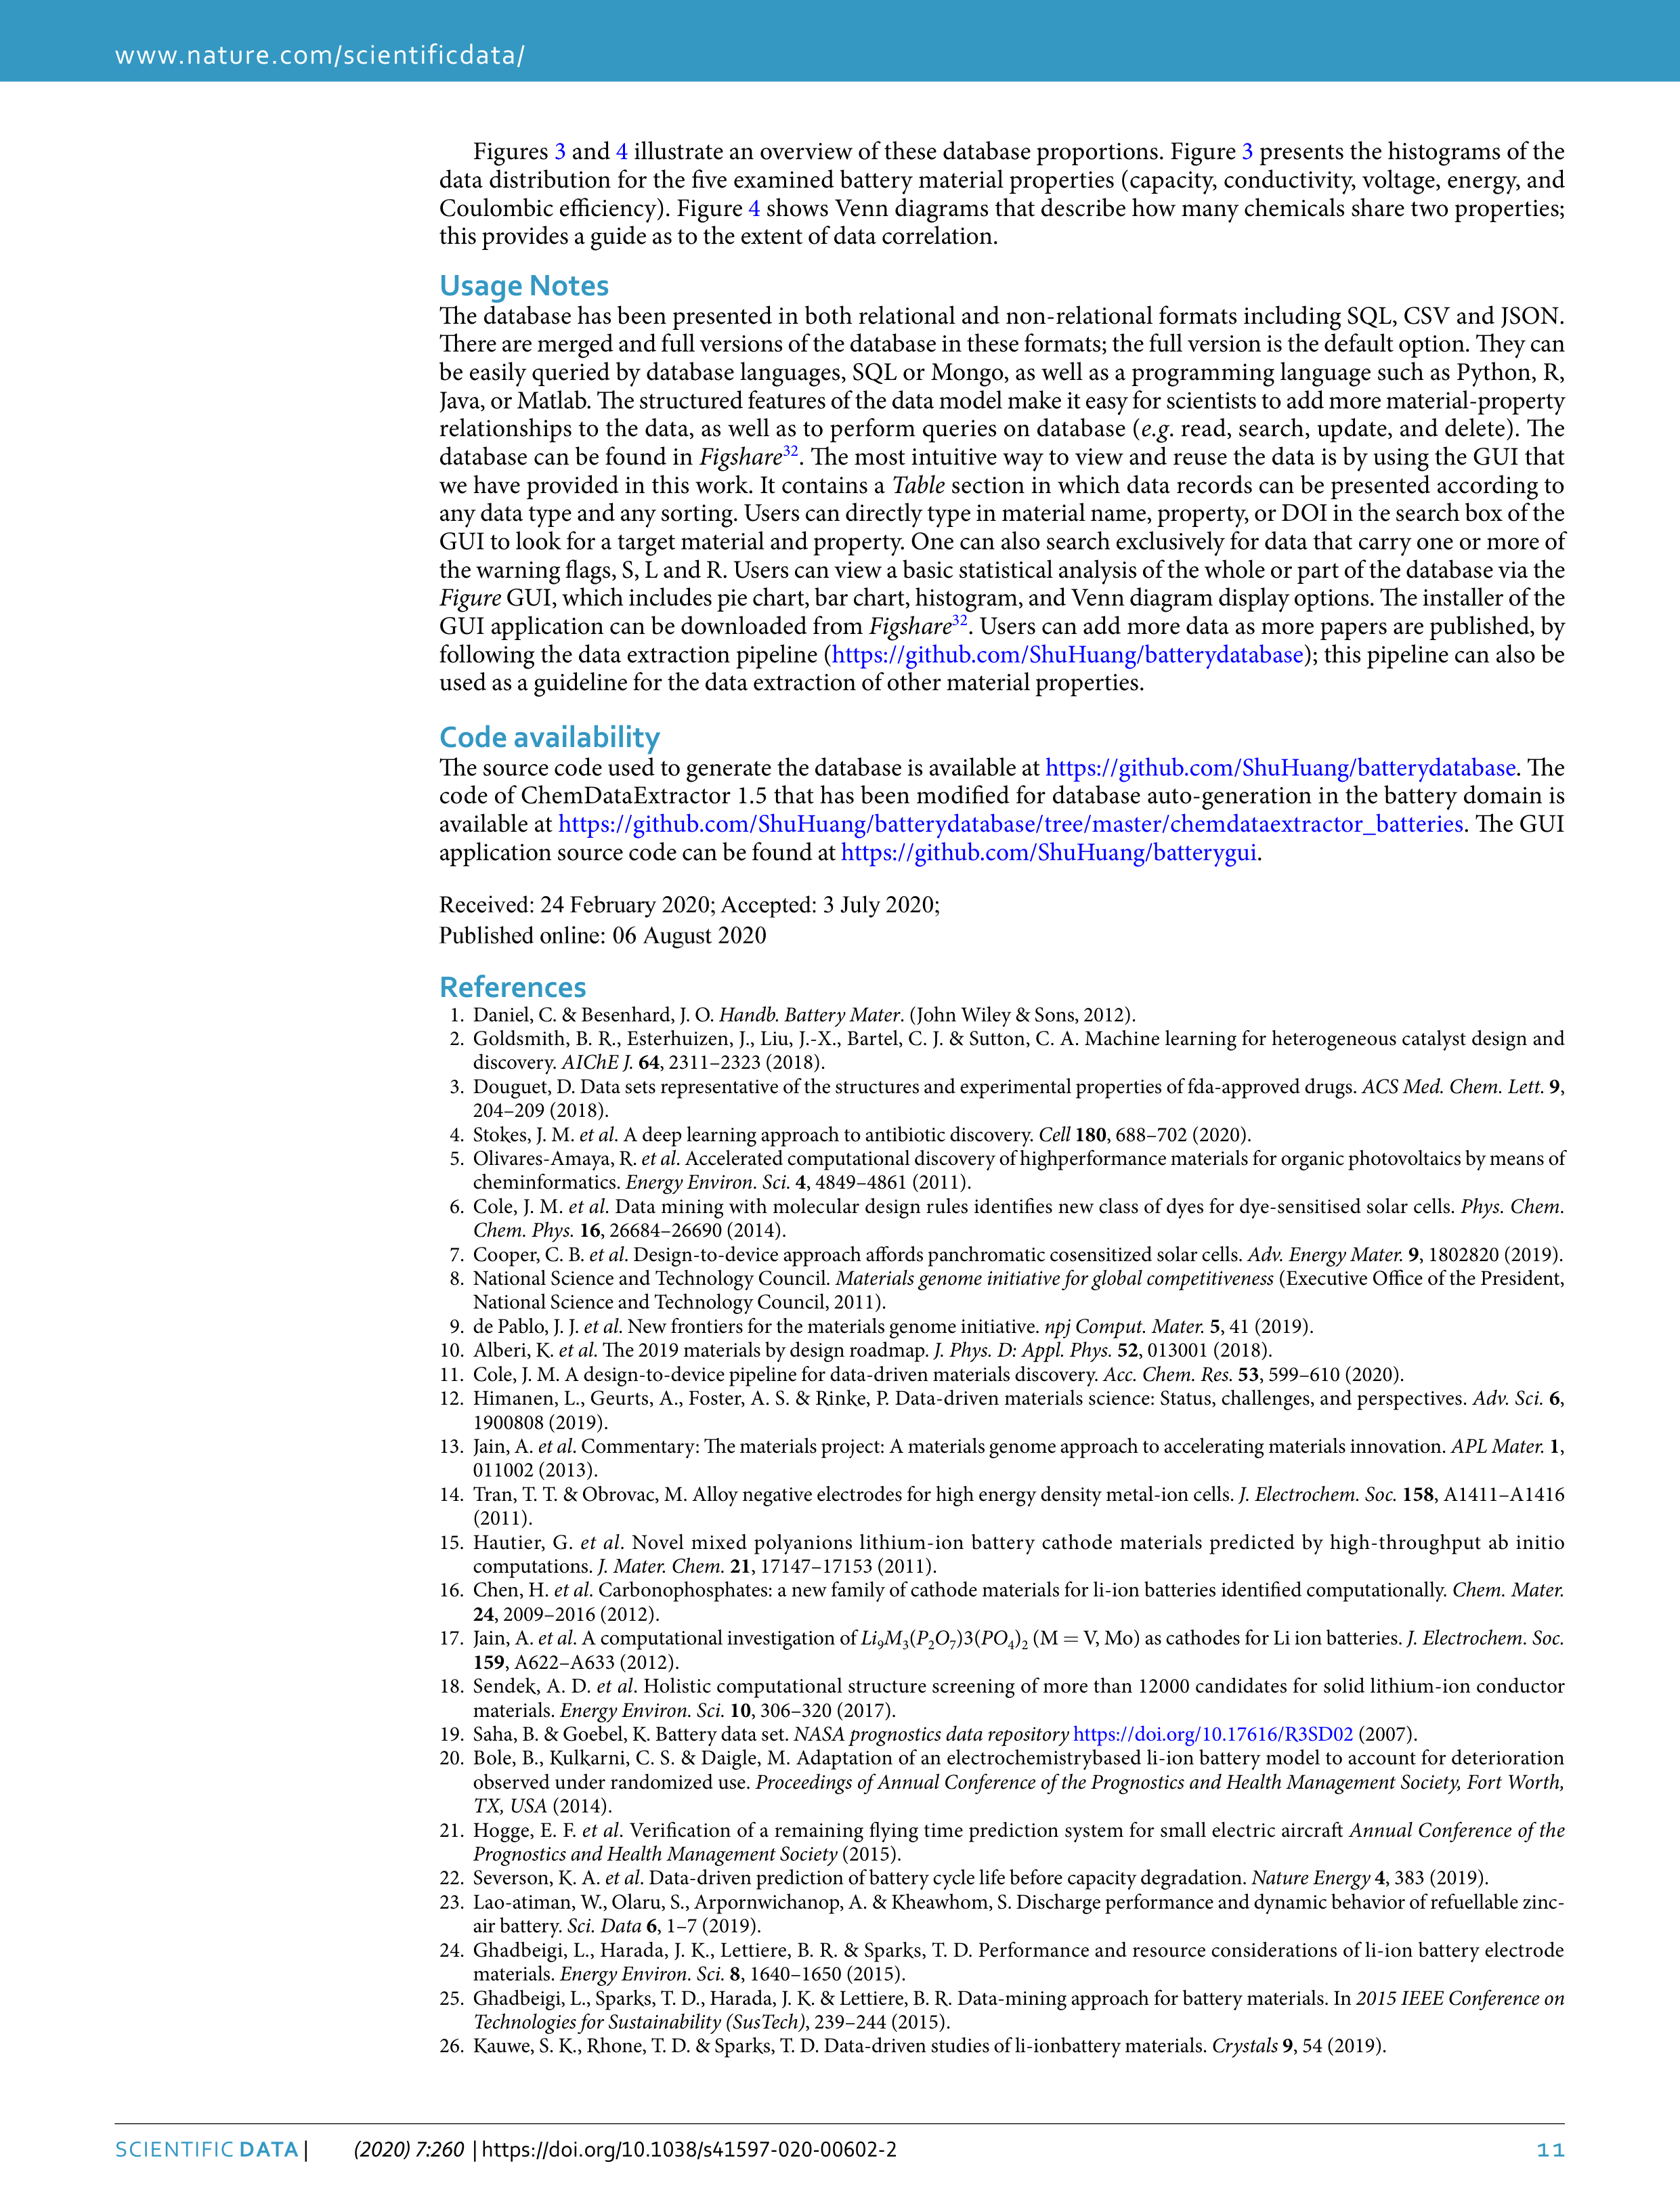 www.nature.com/scientificdata/
Figures 3 and 4 illustrate an overview of these database proportions. Figure 3 presents the histograms of the
data distribution for the five examined battery material properties (capacity, conductivity, voltage, energy, and
Coulombic efficiency). Figure 4 shows Venn diagrams that describe how many chemicals share two properties;
this provides a guide as to the extent of data correlation.
Usage Notes
The database has been presented in both relational and non-relational formats including SQL, CSV and JSON.
There are merged and full versions of the database in these formats; the full version is the default option. They can
be easily queried by database languages, SQL or Mongo, as well as a programming language such as Python, R,
Java, or Matlab. The structured features of the data model make it easy for scientists to add more material-property
relationships to the data, as well as to perform queries on database (e.g. read, search, update, and delete). The
database can be found in Figshare32. The most intuitive way to view and reuse the data is by using the GUI that
we have provided in this work. It contains a Table section in which data records can be presented according to
any data type and any sorting. Users can directly type in material name, property, or DOI in the search box of the
GUI to look for a target material and property. One can also search exclusively for data that carry one or more of
the warning flags, S, L and R. Users can view a basic statistical analysis of the whole or part of the database via the
Figure GUI, which includes pie chart, bar chart, histogram, and Venn diagram display options. The installer of the
GUI application can be downloaded from Figshare32. Users can add more data as more papers are published, by
following the data extraction pipeline (https://github.com/ShuHuang/batterydatabase); this pipeline can also be
used as a guideline for the data extraction of other material properties.
Code availability
The source code used to generate the database is available at https://github.com/ShuHuang/batterydatabase. The
code of ChemDataExtractor 1.5 that has been modified for database auto-generation in the battery domain is
available at https://github.com/ShuHuang/batterydatabase/tree/master/chemdataextractor_batteries. The GUI
application source code can be found at https://github.com/ShuHuang/batterygui.
Received: 24 February 2020; Accepted: 3 July 2020;
Published online: 06 August 2020
References
1. Daniel, C. & Besenhard, J. O. Handb. Battery Mater. (John Wiley & Sons, 2012).
2. Goldsmith, B. R., Esterhuizen, J., Liu, J.-X., Bartel, C. J. & Sutton, C. A. Machine learning for heterogeneous catalyst design and
discovery. AIChE J. 64, 2311–2323 (2018).
3. Douguet, D. Data sets representative of the structures and experimental properties of fda-approved drugs. ACS Med. Chem. Lett. 9,
204–209 (2018).
4. Stokes, J. M. et al. A deep learning approach to antibiotic discovery. Cell 180, 688–702 (2020).
5. Olivares-Amaya, R. et al. Accelerated computational discovery of highperformance materials for organic photovoltaics by means of
cheminformatics. Energy Environ. Sci. 4, 4849–4861 (2011).
6. Cole, J. M. et al. Data mining with molecular design rules identifies new class of dyes for dye-sensitised solar cells. Phys. Chem.
Chem. Phys. 16, 26684–26690 (2014).
7. Cooper, C. B. et al. Design-to-device approach affords panchromatic cosensitized solar cells. Adv. Energy Mater. 9, 1802820 (2019).
8. National Science and Technology Council. Materials genome initiative for global competitiveness (Executive Office of the President,
National Science and Technology Council, 2011).
9. de Pablo, J. J. et al. New frontiers for the materials genome initiative. npj Comput. Mater. 5, 41 (2019).
10. Alberi, K. et al. The 2019 materials by design roadmap. J. Phys. D: Appl. Phys. 52, 013001 (2018).
11. Cole, J. M. A design-to-device pipeline for data-driven materials discovery. Acc. Chem. Res. 53, 599–610 (2020).
12. Himanen, L., Geurts, A., Foster, A. S. & Rinke, P. Data-driven materials science: Status, challenges, and perspectives. Adv. Sci. 6,
1900808 (2019).
13. Jain, A. et al. Commentary: The materials project: A materials genome approach to accelerating materials innovation. APL Mater. 1,
011002 (2013).
14. Tran, T. T. & Obrovac, M. Alloy negative electrodes for high energy density metal-ion cells. J. Electrochem. Soc. 158, A1411–A1416
(2011).
15. Hautier, G. et al. Novel mixed polyanions lithium-ion battery cathode materials predicted by high-throughput ab initio
computations. J. Mater. Chem. 21, 17147–17153 (2011).
16. Chen, H. et al. Carbonophosphates: a new family of cathode materials for li-ion batteries identified computationally. Chem. Mater.
24, 2009–2016 (2012).
17. Jain, A. et al. A computational investigation of Li9M3(P2O7)3(PO4)2 (M = V, Mo) as cathodes for Li ion batteries. J. Electrochem. Soc.
159, A622–A633 (2012).
18. Sendek, A. D. et al. Holistic computational structure screening of more than 12000 candidates for solid lithium-ion conductor
materials. Energy Environ. Sci. 10, 306–320 (2017).
19. Saha, B. & Goebel, K. Battery data set. NASA prognostics data repository https://doi.org/10.17616/R3SD02 (2007).
20. Bole, B., Kulkarni, C. S. & Daigle, M. Adaptation of an electrochemistrybased li-ion battery model to account for deterioration
observed under randomized use. Proceedings of Annual Conference of the Prognostics and Health Management Society, Fort Worth,
TX, USA (2014).
21. Hogge, E. F. et al. Verification of a remaining flying time prediction system for small electric aircraft Annual Conference of the
Prognostics and Health Management Society (2015).
22. Severson, K. A. et al. Data-driven prediction of battery cycle life before capacity degradation. Nature Energy 4, 383 (2019).
23. Lao-atiman, W., Olaru, S., Arpornwichanop, A. & Kheawhom, S. Discharge performance and dynamic behavior of refuellable zinc-
air battery. Sci. Data 6, 1–7 (2019).
24. Ghadbeigi, L., Harada, J. K., Lettiere, B. R. & Sparks, T. D. Performance and resource considerations of li-ion battery electrode
materials. Energy Environ. Sci. 8, 1640–1650 (2015).
25. Ghadbeigi, L., Sparks, T. D., Harada, J. K. & Lettiere, B. R. Data-mining approach for battery materials. In 2015 IEEE Conference on
Technologies for Sustainability (SusTech), 239–244 (2015).
26. Kauwe, S. K., Rhone, T. D. & Sparks, T. D. Data-driven studies of li-ionbattery materials. Crystals 9, 54 (2019).
SCIENTIFIC DATA | (2020) 7:260 | https://doi.org/10.1038/s41597-020-00602-2 11